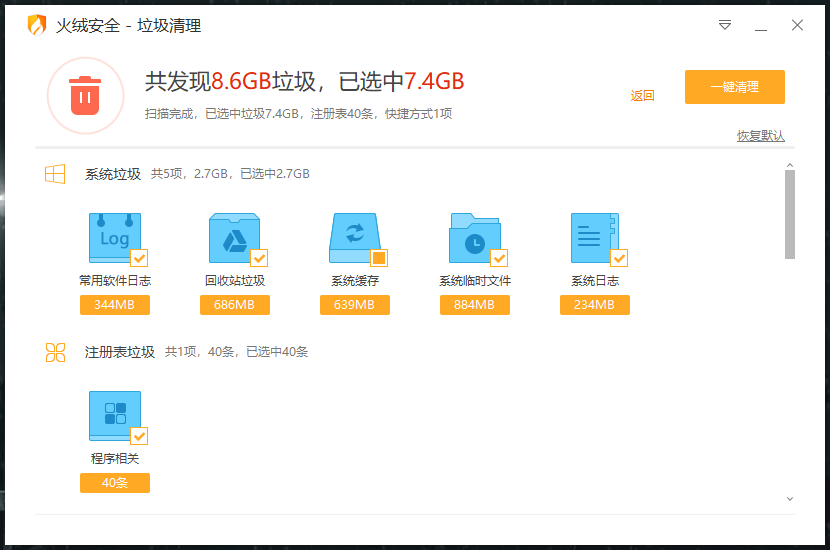 火绒安全 - 垃圾清理
共发现8.6GB垃圾，已选中7.4GB
扫描完成，已选中垃圾7.4GB，注册表40条，快捷方式1项
返回
一键清理
恢复默认
系统垃圾 共5项，2.7GB，已选中2.7GB
Log
常用软件日志 回收站垃圾 系统缓存 系统临时文件 系统日志
344MB 686MB 639MB 884MB 234MB
注册表垃圾 共1项，40条，已选中40条
程序相关
40条